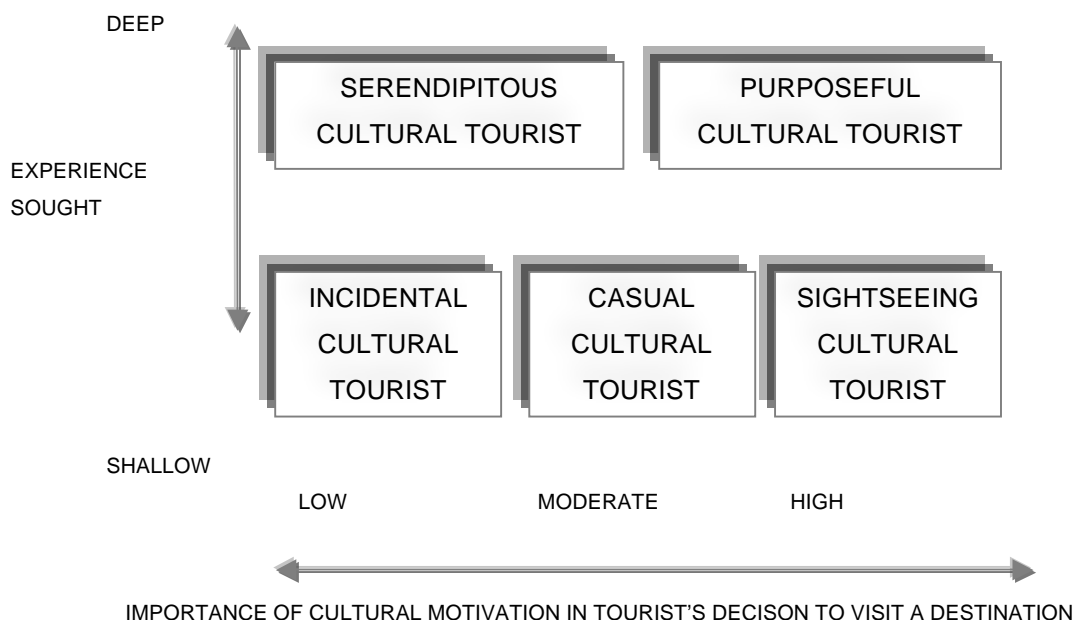 DEEP
SERENDIPITOUS
CULTURAL TOURIST
PURPOSEFUL
CULTURAL TOURIST
EXPERIENCE
SOUGHT
INCIDENTAL
CULTURAL
TOURIST
CASUAL
CULTURAL
TOURIST
SIGHTSEEING
CULTURAL
TOURIST
SHALLOW
LOW MODERATE HIGH
IMPORTANCE OF CULTURAL MOTIVATION IN TOURIST'S DECISON TO VISIT A DESTINATION